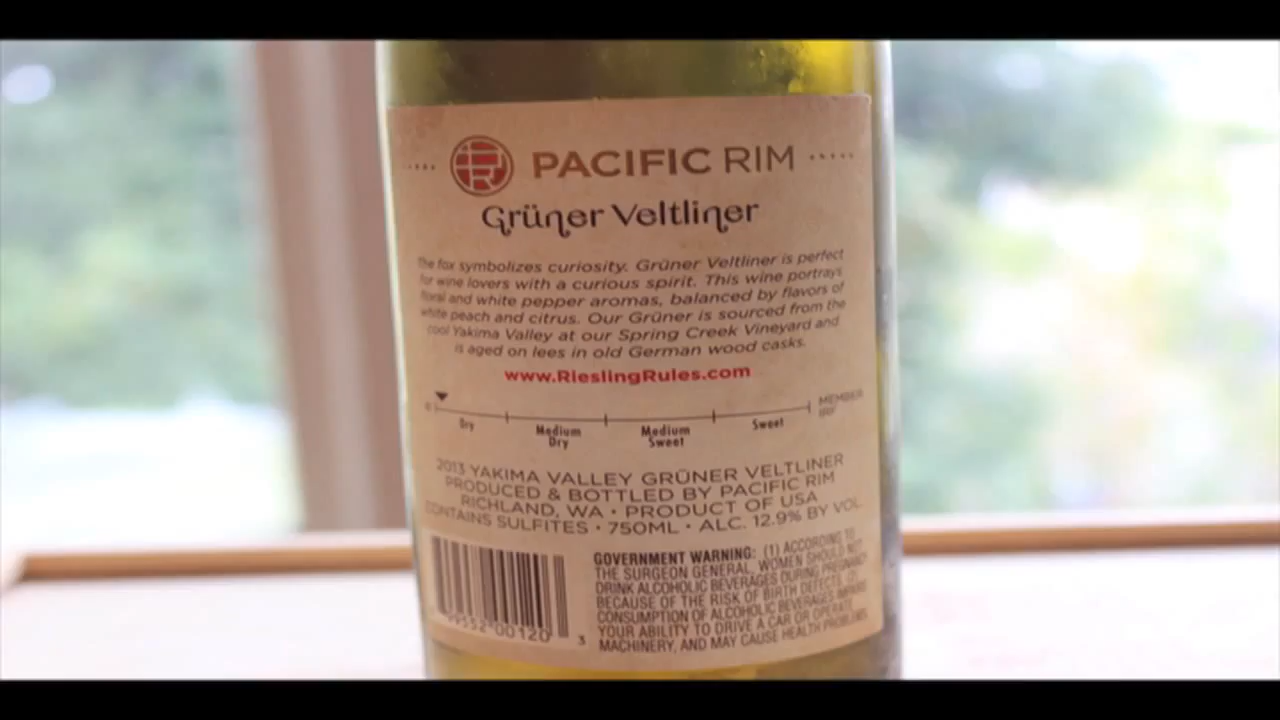 PACIFIC RIM
Grüner Veltliner
The fox symbolizes curiosity. Grüner Veltliner is perfect
for wine lovers with a curious spirit. This wine portrays
floral and white pepper aromas, balanced by flavors of
white peach and citrus. Our Grüner is sourced from the
cool Yakima Valley at our Spring Creek Vineyard and
is aged on lees in old German wood casks.
www.RieslingRules.com
MEMBER
IRF
Dry Medium Dry Medium Sweet Sweet
2013 YAKIMA VALLEY GRÜNER VELTLINER
PRODUCED & BOTTLED BY PACIFIC RIM
RICHLAND, WA • PRODUCT OF USA
CONTAINS SULFITES • 750ML • ALC. 12.9% BY VOL.
GOVERNMENT WARNING: (1) ACCORDING TO
THE SURGEON GENERAL, WOMEN SHOULD NOT
DRINK ALCOHOLIC BEVERAGES DURING PREGNANCY
BECAUSE OF THE RISK OF BIRTH DEFECTS. (2)
CONSUMPTION OF ALCOHOLIC BEVERAGES IMPAIRS
YOUR ABILITY TO DRIVE A CAR OR OPERATE
MACHINERY, AND MAY CAUSE HEALTH PROBLEMS.
00120 3